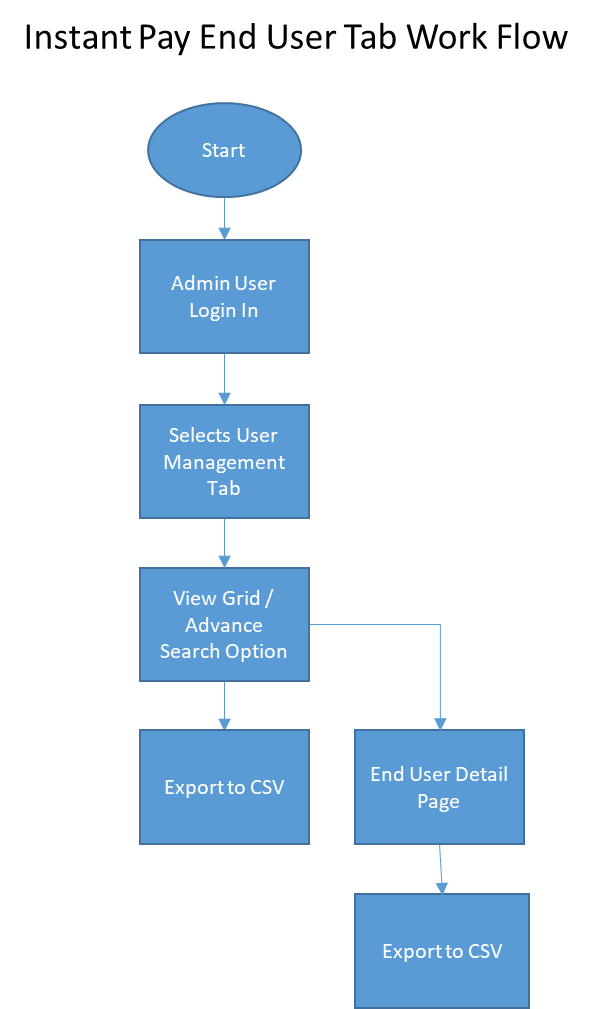 Instant Pay End User Tab Work Flow
Start
Admin User
Login In
Selects User
Management
Tab
View Grid /
Advance
Search Option
Export to CSV
End User Detail
Page
Export to CSV